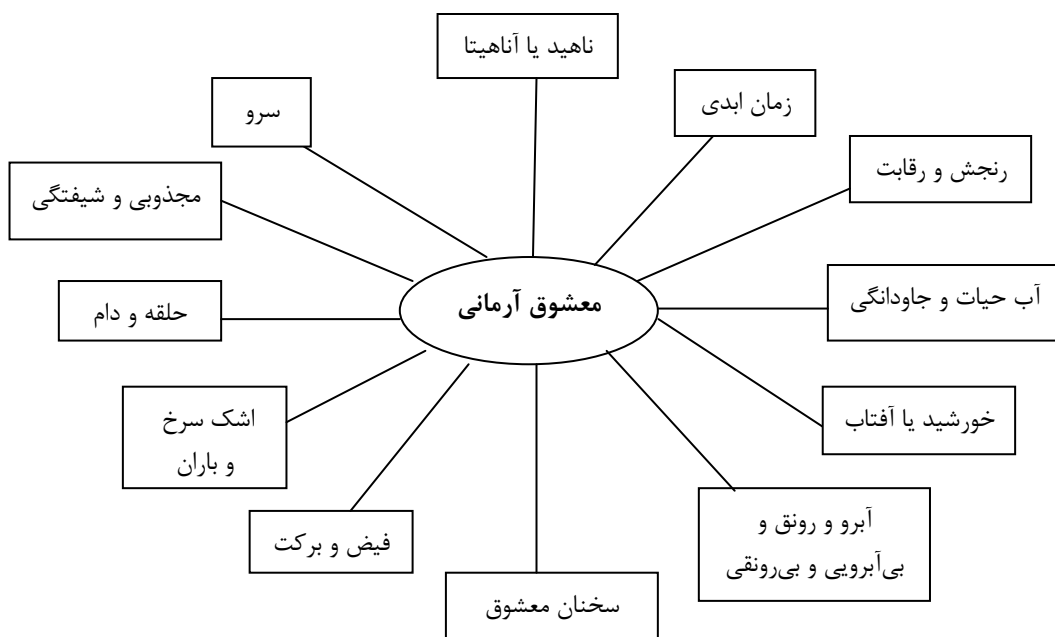 ناهید یا آناهیتا
زمان ابدی
سرو
رنجش و رقابت
مجذوبی و شیفتگی
معشوق آرمانی
آب حیات و جاودانگی
حلقه و دام
خورشید یا آفتاب
اشک سرخ
و باران
آبرو و رونق و
بی‌آبرویی و بی‌رونقی
فیض و برکت
سخنان معشوق